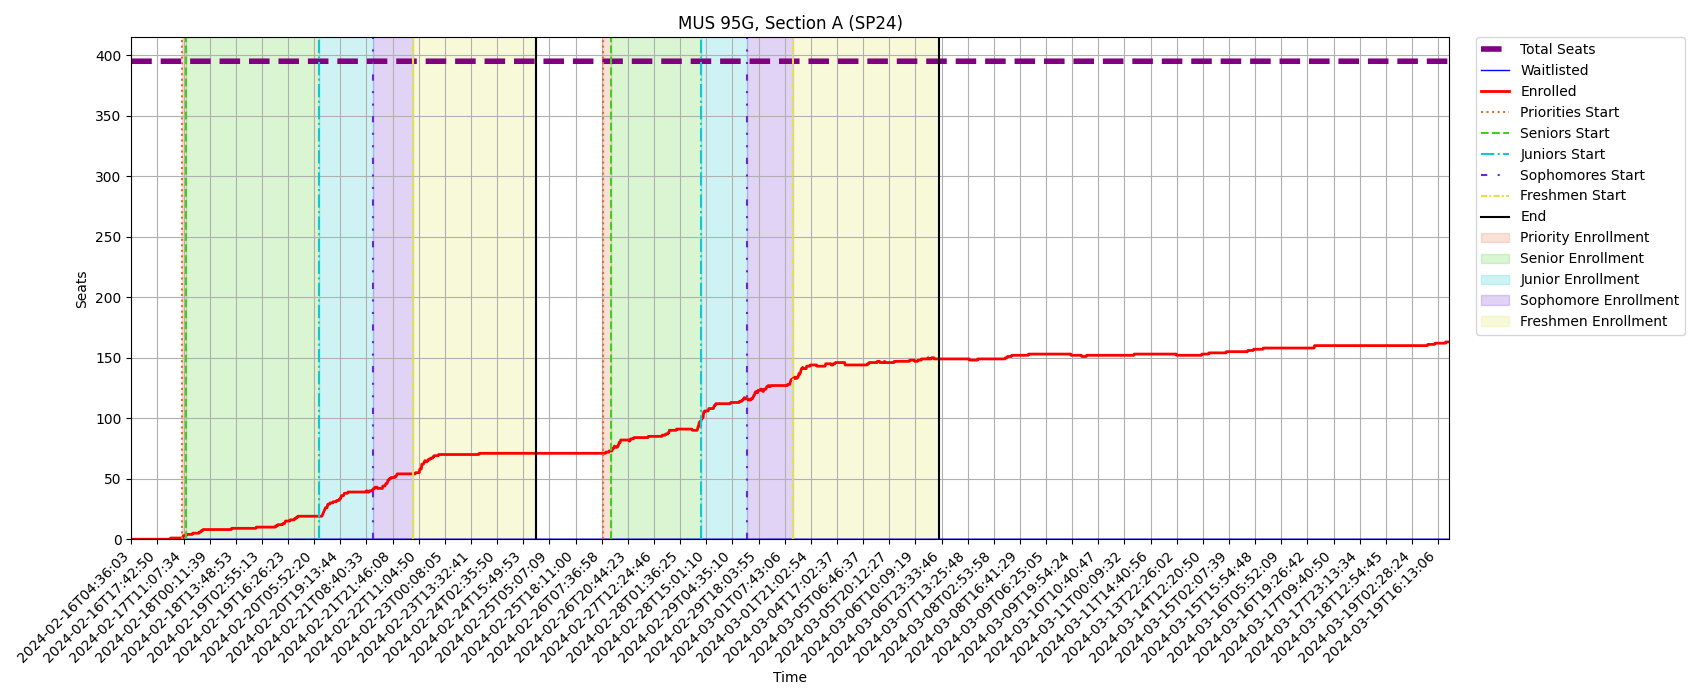 MUS 95G, Section A (SP24)
400
350
300
250
200
150
100
50
0
Seats
2024-02-16T04:36:03
2024-02-16T17:42:50
2024-02-17T11:07:34
2024-02-18T00:11:39
2024-02-18T13:48:53
2024-02-19T02:55:13
2024-02-19T16:26:23
2024-02-20T05:52:20
2024-02-20T19:13:44
2024-02-21T08:40:33
2024-02-21T21:46:08
2024-02-22T11:04:50
2024-02-23T00:08:05
2024-02-23T13:32:41
2024-02-24T02:35:50
2024-02-24T15:49:53
2024-02-25T05:07:09
2024-02-25T18:11:00
2024-02-26T07:36:58
2024-02-26T20:44:23
2024-02-27T12:24:46
2024-02-28T01:36:25
2024-02-28T15:01:10
2024-02-29T04:35:10
2024-02-29T18:03:55
2024-03-01T07:43:06
2024-03-01T21:02:54
2024-03-04T17:02:37
2024-03-05T06:46:37
2024-03-05T20:12:27
2024-03-06T10:09:19
2024-03-06T23:33:46
2024-03-07T13:25:48
2024-03-08T02:53:58
2024-03-08T16:41:29
2024-03-09T06:25:05
2024-03-09T19:54:24
2024-03-10T10:40:47
2024-03-11T00:09:32
2024-03-11T14:40:56
2024-03-13T22:26:02
2024-03-14T12:20:50
2024-03-15T02:07:39
2024-03-15T15:54:48
2024-03-16T05:52:09
2024-03-16T19:26:42
2024-03-17T09:40:50
2024-03-17T23:13:34
2024-03-18T12:54:45
2024-03-19T02:28:24
2024-03-19T16:13:06
Time
Total Seats
Waitlisted
Enrolled
Priorities Start
Seniors Start
Juniors Start
Sophomores Start
Freshmen Start
End
Priority Enrollment
Senior Enrollment
Junior Enrollment
Sophomore Enrollment
Freshmen Enrollment